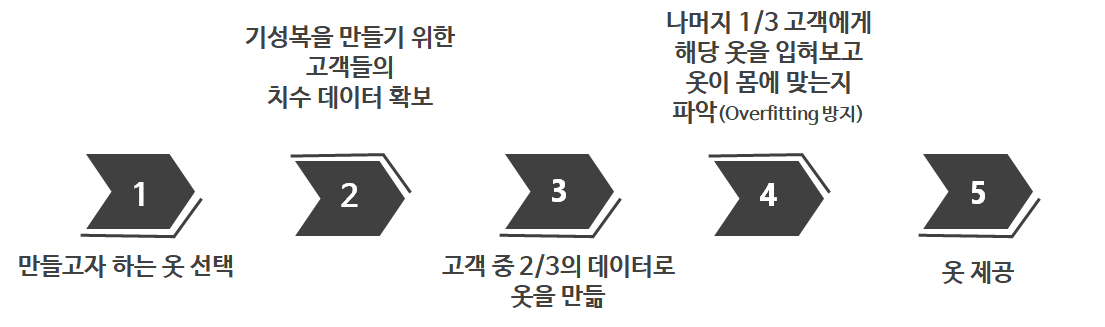 1
만들고자 하는 옷 선택
기성복을 만들기 위한
고객들의
치수 데이터 확보
2
3
고객 중 2/3의 데이터로
옷을 만듦
나머지 1/3 고객에게
해당 옷을 입혀보고
옷이 몸에 맞는지
파악(Overfitting 방지)
4
5
옷 제공